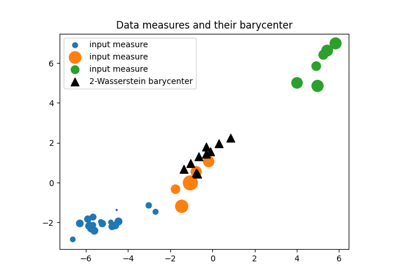 Data measures and their barycenter
input measure
input measure
input measure
2-Wasserstein barycenter
6
4
2
0
−2
−6
−4
−2
0
2
4
6